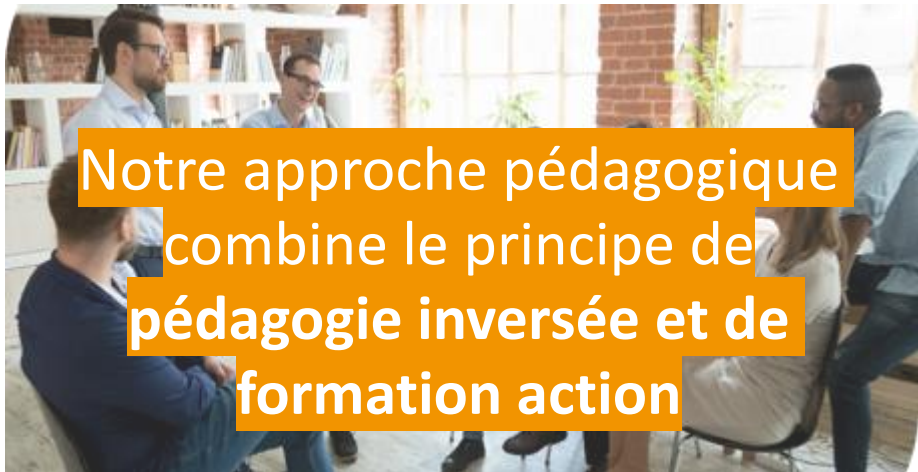 Notre approche pédagogique
combine le principe de
pédagogie inversée et de
formation action